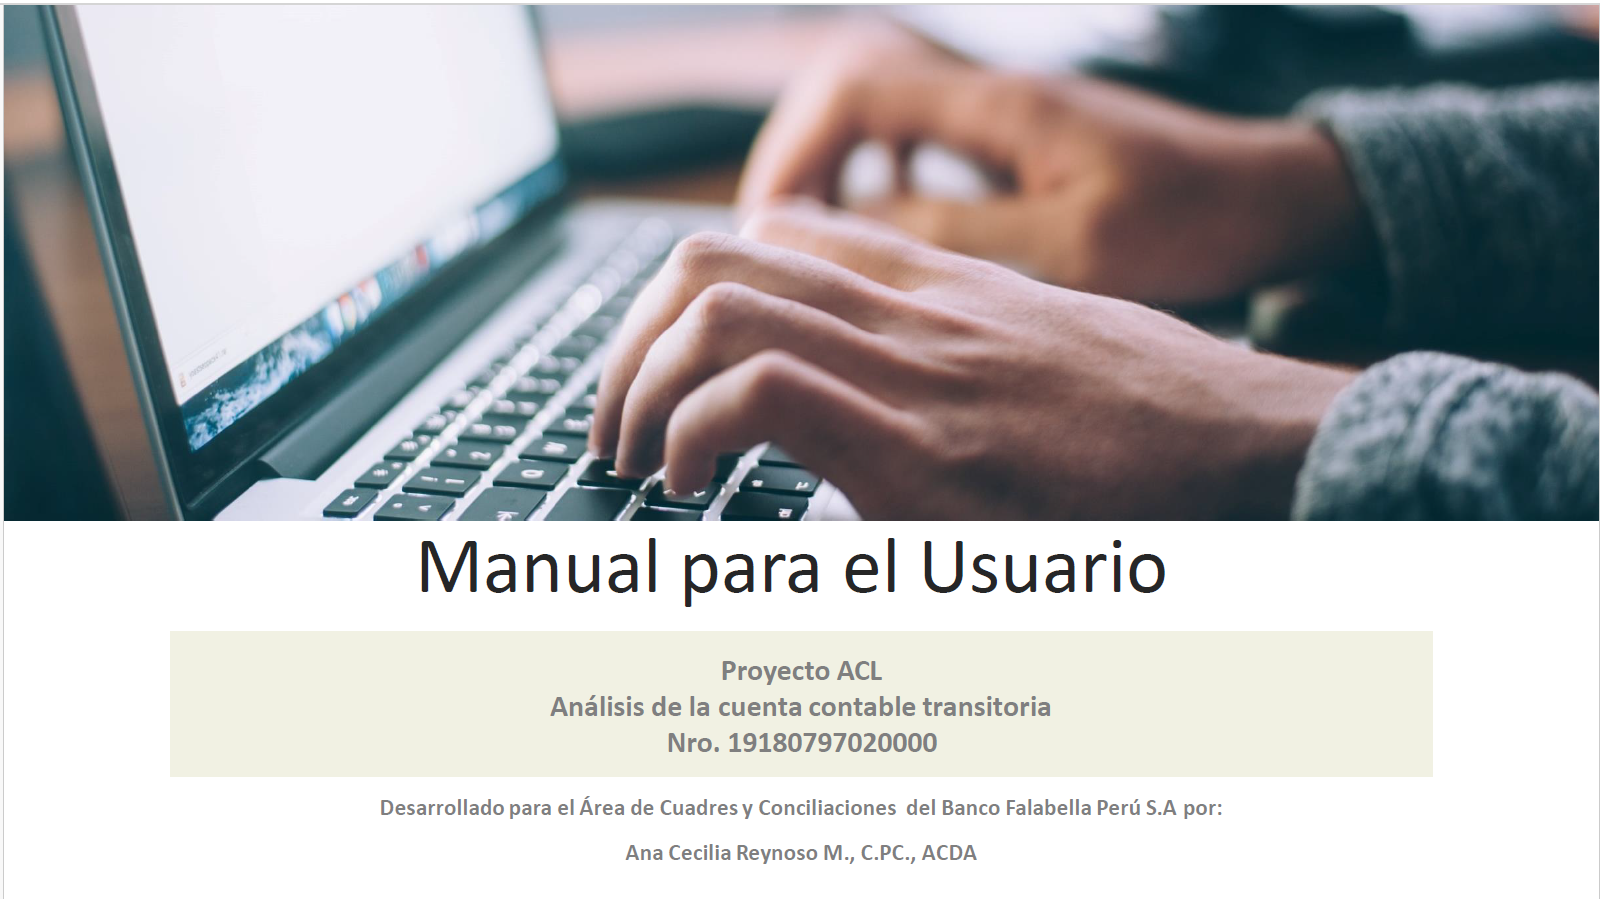 Manual para el Usuario
Proyecto ACL
Análisis de la cuenta contable transitoria
Nro. 19180797020000
Desarrollado para el Área de Cuadres y Conciliaciones del Banco Falabella Perú S.A por:
Ana Cecilia Reynoso M., C.PC., ACDA